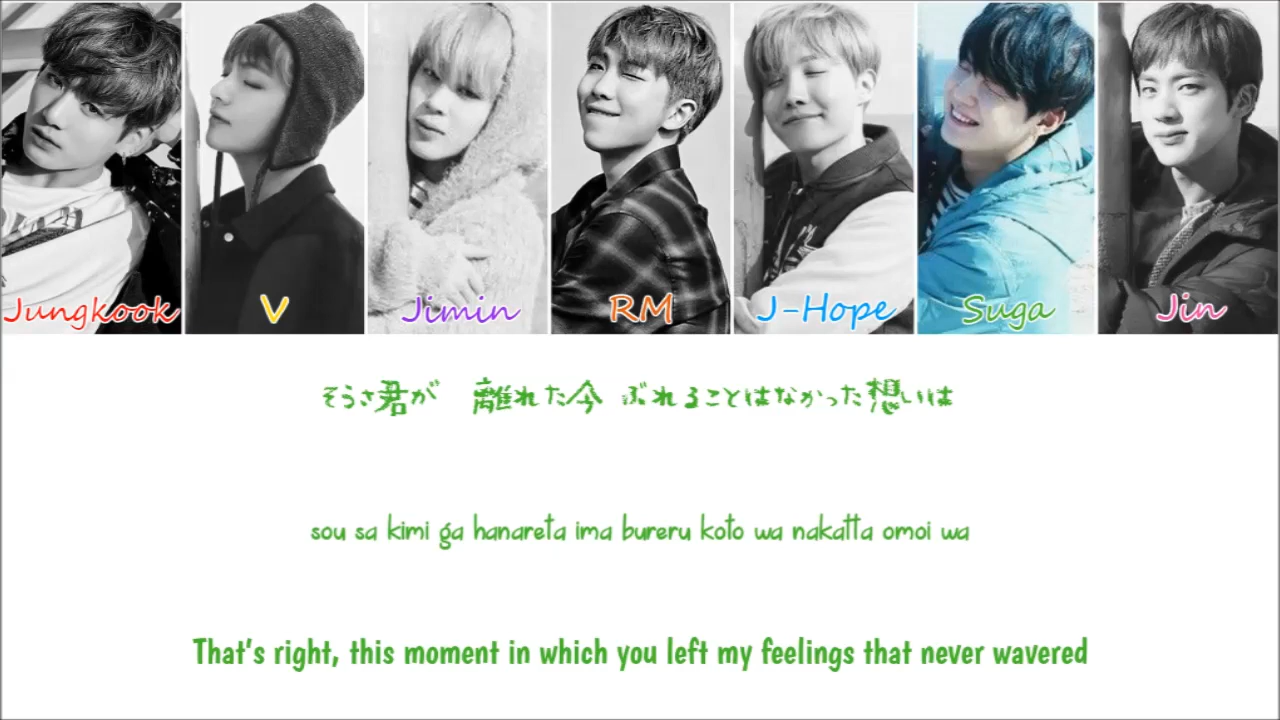 Jungkook V Jimin RM J-Hope Suga Jin
そうさ君が 離れた今 ぶれることはなかった想いは
sou sa kimi ga hanareta ima bureru koto wa nakatta omoi wa
That's right, this moment in which you left my feelings that never wavered